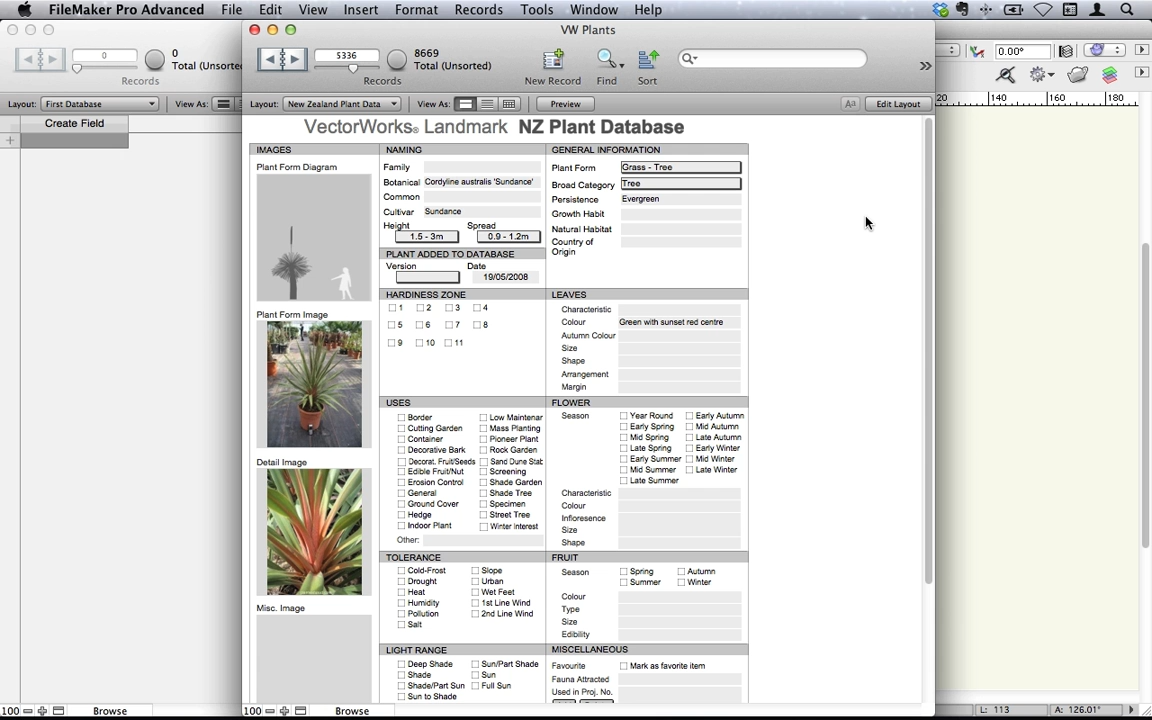 FileMaker Pro Advanced File Edit View Insert Format Records Tools Window Help
VW Plants
0
0
Total (Unsorte
Records
5336
8669
Total (Unsorted)
Records
New Record
Find
Sort
0.00°
Layout: First Database
View As:
Layout: New Zealand Plant Data
View As:
Preview
Aa
Edit Layout
20 140 160 180
Create Field
VectorWorks® Landmark NZ Plant Database
IMAGES
Plant Form Diagram
Plant Form Image
Detail Image
Misc. Image
NAMING
Family
Botanical Cordyline australis 'Sundance'
Common
Cultivar Sundance
Height Spread
1.5 - 3m 0.9 - 1.2m
PLANT ADDED TO DATABASE
Version Date
19/05/2008
GENERAL INFORMATION
Plant Form Grass - Tree
Broad Category Tree
Persistence Evergreen
Growth Habit
Natural Habitat
Country of
Origin
HARDINESS ZONE
1 2 3 4
5 6 7 8
9 10 11
LEAVES
Characteristic
Colour Green with sunset red centre
Autumn Colour
Size
Shape
Arrangement
Margin
USES
Border Low Maintenar
Cutting Garden Mass Planting
Container Pioneer Plant
Decorative Bark Rock Garden
Decorat. Fruit/Seeds Sand Dune Stab
Edible Fruit/Nut Screening
Erosion Control Shade Garden
General Shade Tree
Ground Cover Specimen
Hedge Street Tree
Indoor Plant Winter interest
Other:
FLOWER
Season Year Round Early Autumn
Early Spring Mid Autumn
Mid Spring Late Autumn
Late Spring Early Winter
Early Summer Mid Winter
Mid Summer Late Winter
Late Summer
Characteristic
Colour
Infloresence
Size
Shape
TOLERANCE
Cold-Frost Slope
Drought Urban
Heat Wet Feet
Humidity 1st Line Wind
Pollution 2nd Line Wind
Salt
FRUIT
Season Spring Autumn
Summer Winter
Colour
Type
Size
Edibility
LIGHT RANGE
Deep Shade Sun/Part Shade
Shade Sun
Shade/Part Sun Full Sun
Sun to Shade
MISCELLANEOUS
Favourite Mark as favorite item
Fauna Attracted
Used in Proj. No.
100 Browse
100 Browse
L: 113 A: 126.01°